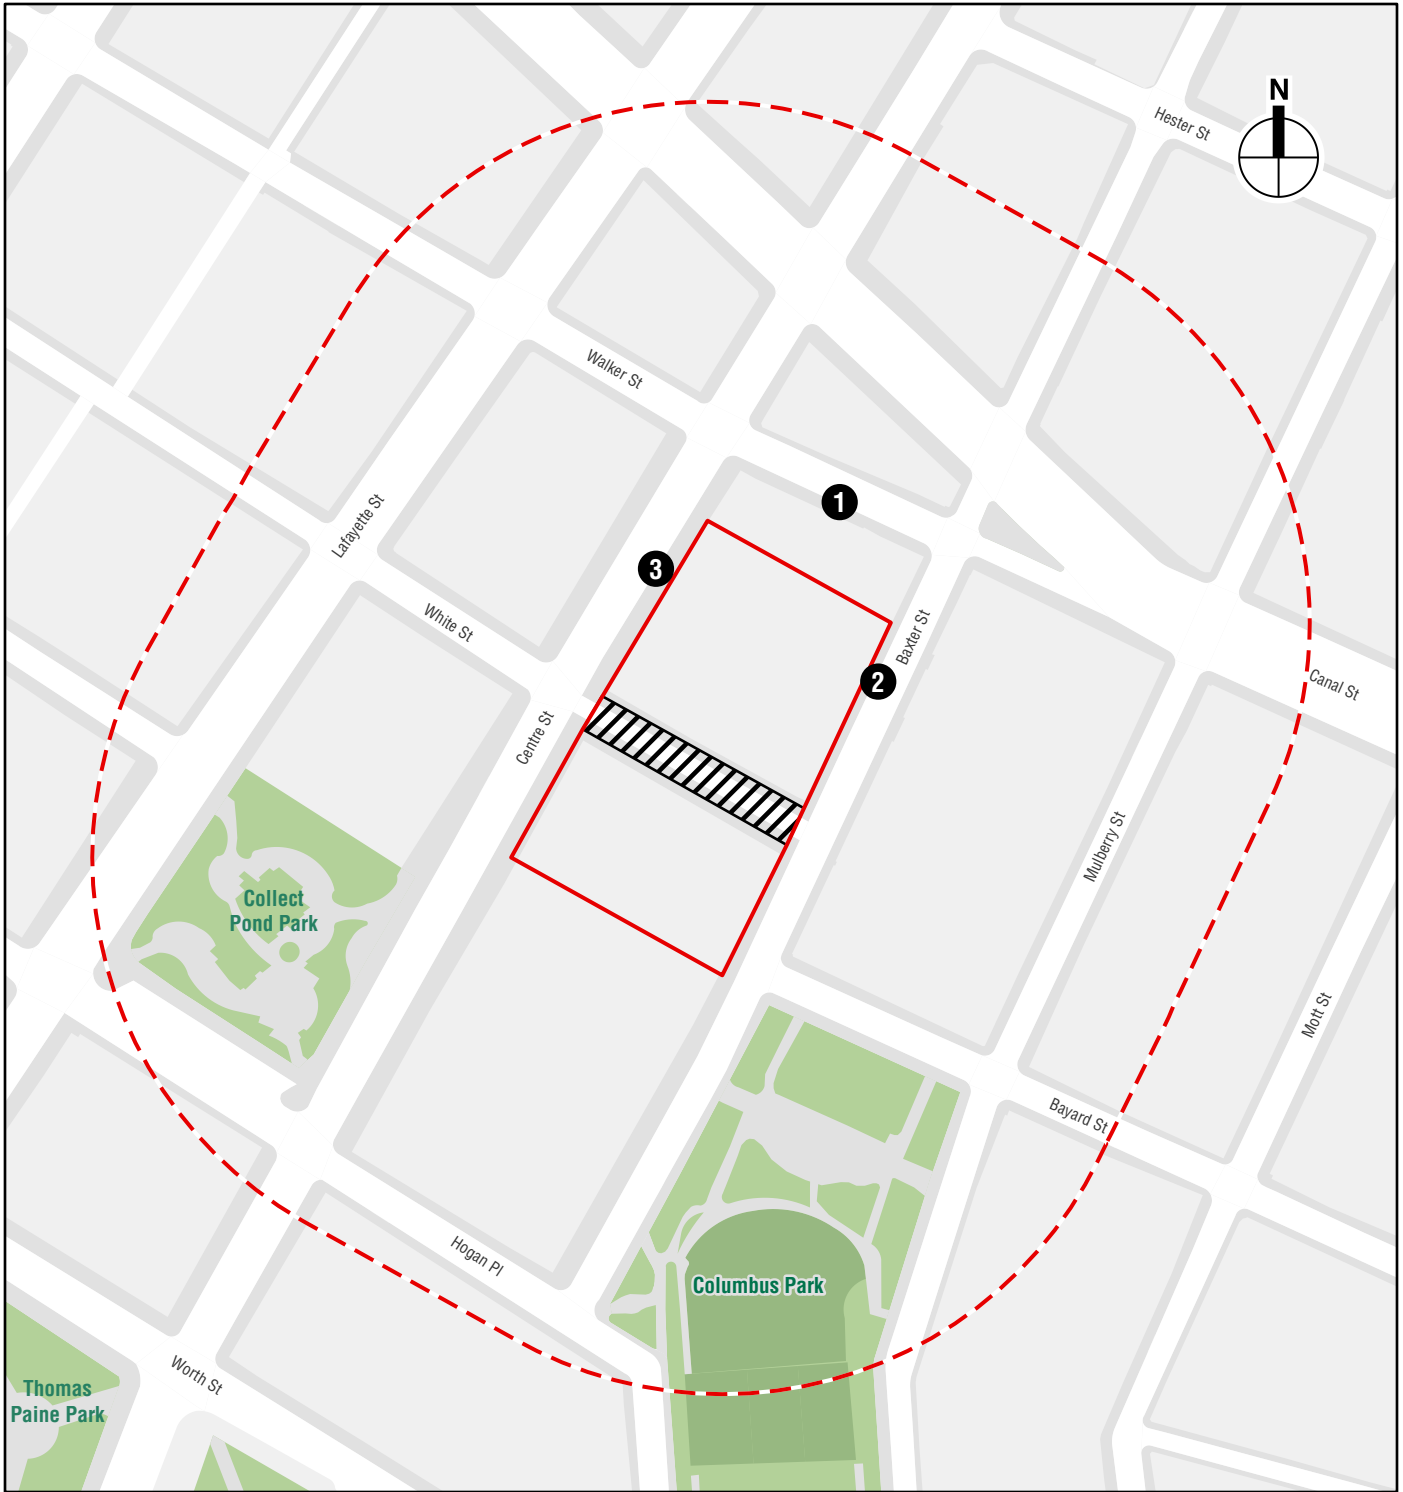 N
Hester St
Walker St
1
Lafayette St
3
White St
Baxter St
2
Canal St
Centre St
Mulberry St
Collect
Pond Park
Mott St
Bayard St
Hogan Pl
Columbus Park
Worth St
Thomas
Paine Park